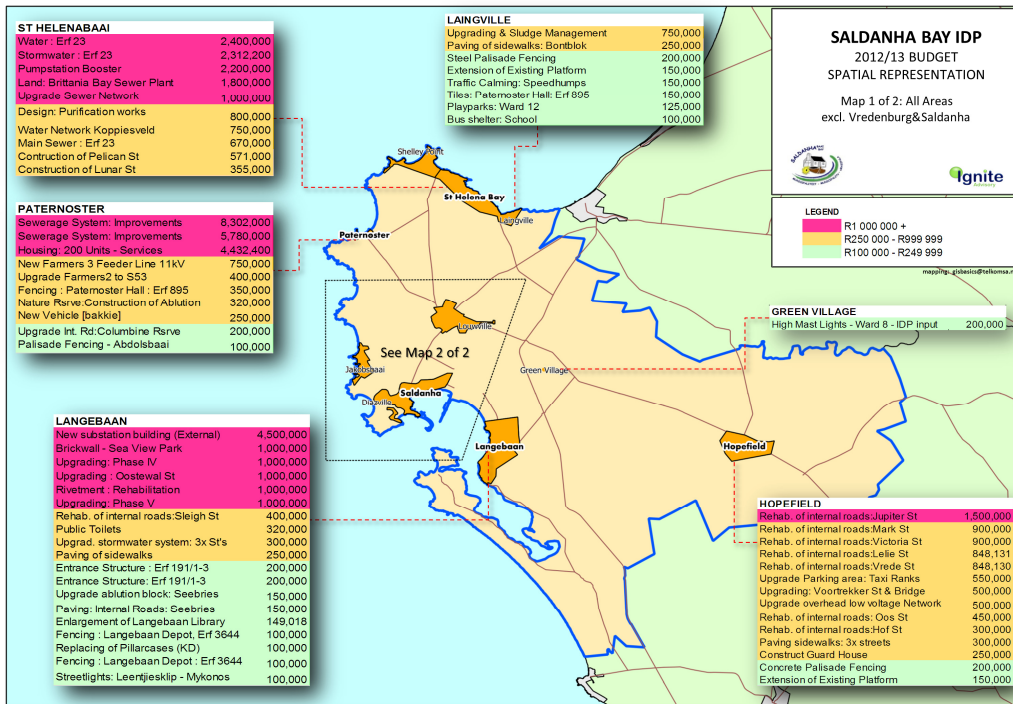 ST HELENABAAI
Water : Erf 23 2,400,000
Stormwater : Erf 23 2,312,200
Pumpstation Booster 2,200,000
Land: Brittania Bay Sewer Plant 1,800,000
Upgrade Sewer Network 1,000,000
Design: Purification works 800,000
Water Network Koppiesveld 750,000
Main Sewer : Erf 23 670,000
Contruction of Pelican St 571,000
Construction of Lunar St 355,000
PATERNOSTER
Sewerage System: Improvements 8,302,000
Sewerage System: Improvements 5,780,000
Housing: 200 Units - Services 4,432,400
New Farmers 3 Feeder Line 11kV 750,000
Upgrade Farmers2 to S53 400,000
Fencing : Paternoster Hall : Erf 895 350,000
Nature Rsrve:Construction of Ablution 320,000
New Vehicle [bakkie] 250,000
Upgrade Int. Rd:Columbine Rsrve 200,000
Palisade Fencing - Abdolsbaai 100,000
LANGEBAAN
New substation building (External) 4,500,000
Brickwall - Sea View Park 1,000,000
Upgrading: Phase IV 1,000,000
Upgrading : Oostewal St 1,000,000
Rivetment : Rehabilitation 1,000,000
Upgrading: Phase V 1,000,000
Rehab. of internal roads:Sleigh St 400,000
Public Toilets 320,000
Upgrad. stormwater system: 3x St's 300,000
Paving of sidewalks 250,000
Entrance Structure : Erf 191/1-3 200,000
Entrance Structure : Erf 191/1-3 200,000
Upgrade ablution block: Seebries 150,000
Paving: Internal Roads: Seebries 150,000
Enlargement of Langebaan Library 149,018
Fencing : Langebaan Depot, Erf 3644 100,000
Replacing of Pillarcases (KD) 100,000
Fencing : Langebaan Depot : Erf 3644 100,000
Streetlights: Leentjiesklip - Mykonos 100,000
LAINGVILLE
Upgrading & Sludge Management 750,000
Paving of sidewalks: Bontblok 250,000
Steel Palisade Fencing 200,000
Extension of Existing Platform 150,000
Traffic Calming: Speedhumps 150,000
Tiles: Paternoster Hall: Erf 895 150,000
Playparks: Ward 12 125,000
Bus shelter: School 100,000
SALDANHA BAY IDP
2012/13 BUDGET
SPATIAL REPRESENTATION
Map 1 of 2: All Areas
excl. Vredenburg&Saldanha
SALDANHABAY
Ignite
Advisory
LEGEND
R1 000 000 +
R250 000 - R999 999
R100 000 - R249 999
mapping: gisbasics@telkomsa.n
Shelley Point
St Helena Bay
Laingville
Paternoster
Louwville
See Map 2 of 2
Jakobsbaai
Green Village
Saldanha
Diazville
Langebaan
Hopefield
GREEN VILLAGE
High Mast Lights - Ward 8 - IDP input 200,000
HOPEFIELD
Rehab. of internal roads:Jupiter St 1,500,000
Rehab. of internal roads:Mark St 900,000
Rehab. of internal roads:Victoria St 900,000
Rehab. of internal roads:Lelie St 848,131
Rehab. of internal roads:Vrede St 848,130
Upgrade Parking area: Taxi Ranks 550,000
Upgrading: Voortrekker St & Bridge 500,000
Upgrade overhead low voltage Network 500,000
Rehab. of internal roads: Oos St 450,000
Rehab. of internal roads:Hof St 300,000
Paving sidewalks: 3x streets 300,000
Construct Guard House 250,000
Concrete Palisade Fencing 200,000
Extension of Existing Platform 150,000